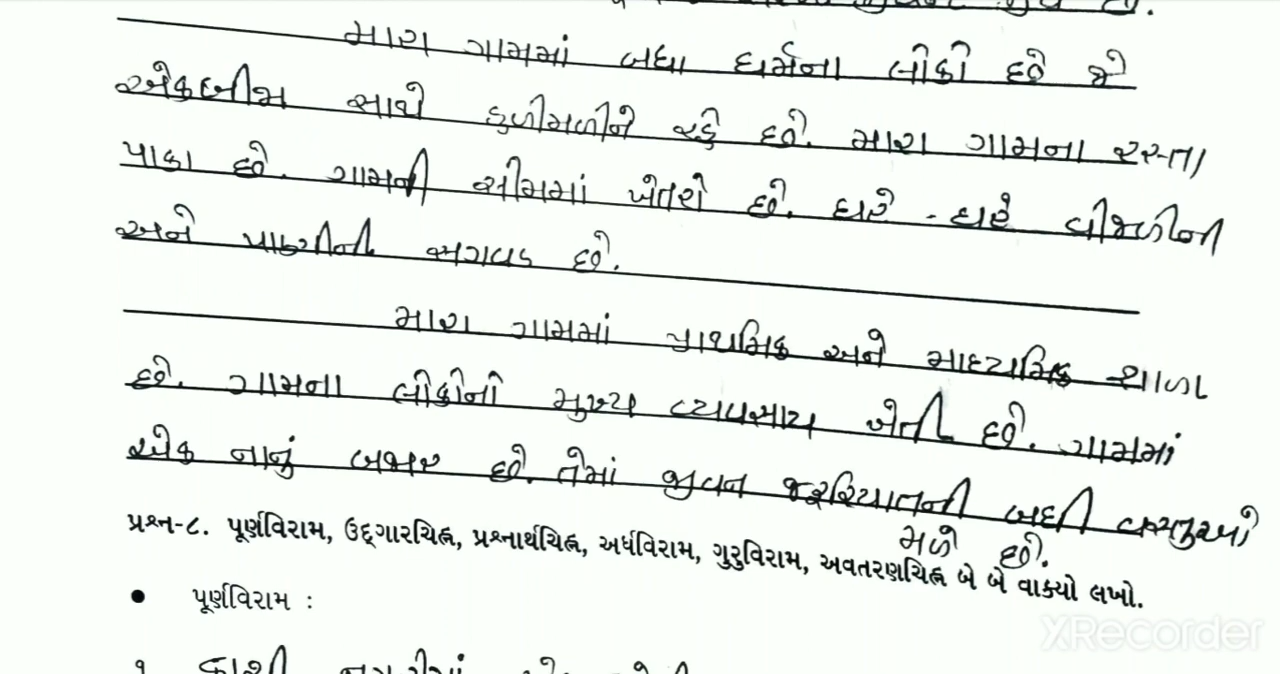 મારા ગામમાં બધા ધર્મના લોકો છે જે
એકબીજા સાથે હળીમળીને રહે છે. મારા ગામના રસ્તા
પાકા છે. ગામની સીમમાં ખેતરો છે. ઘરે - ઘરે વીજળીની
અને પાણીની સગવડ છે.
મારા ગામમાં પ્રાથમિક અને માધ્યમિક શાળા
છે. ગામના લોકોનો મુખ્ય વ્યવસાય ખેતી છે. ગામમાં
એક નાનું બજાર છે. તેમાં જીવન જરૂરિયાતની બધી વસ્તુઓ
મળે છે.
પ્રશ્ન-૮. પૂર્ણવિરામ, ઉદ્‌ગારચિહ્ન, પ્રશ્નાર્થચિહ્ન, અર્ધવિરામ, ગુરુવિરામ, અવતરણચિહ્ન બે બે વાક્યો લખો.
• પૂર્ણવિરામ :
૧
XRecorder